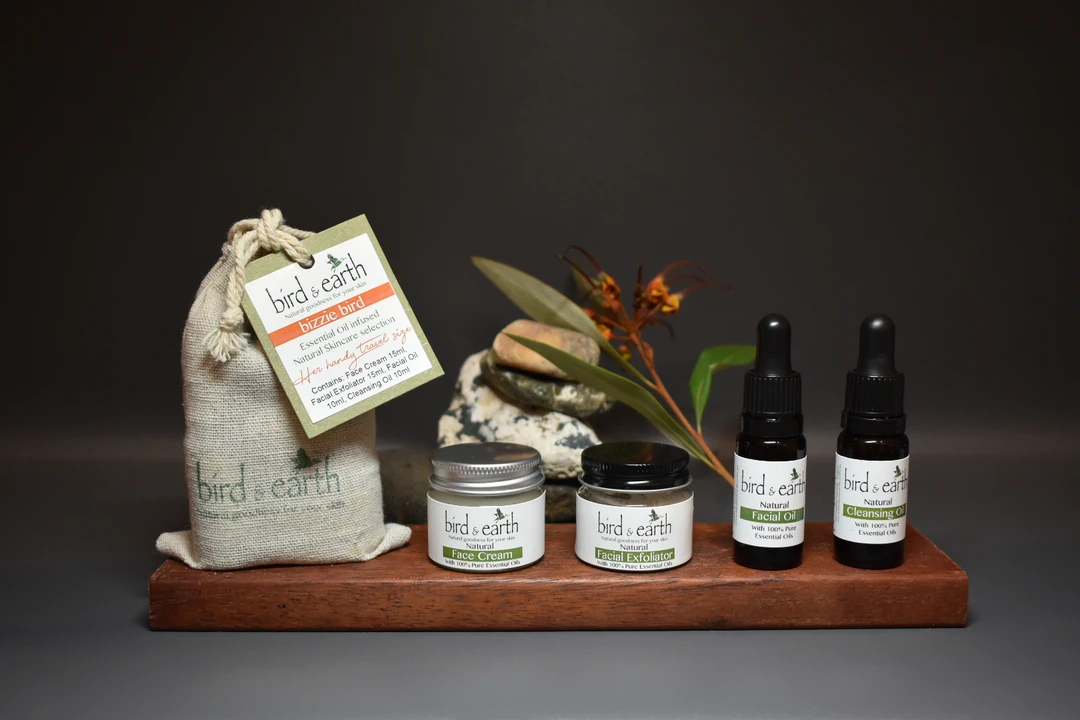 bird & earth
Natural goodness for your skin
bizzie bird
Essential Oil infused
Natural Skincare selection
Her handy travel size
Contains: Face Cream 15ml,
Facial Exfoliator 15ml, Facial Oil
10ml, Cleansing Oil 10ml
bird & earth
natural goodness for your skin
bird & earth
Natural goodness for your skin
Natural
Face Cream
With 100% Pure Essential Oils
bird & earth
Natural goodness for your skin
Natural
Facial Exfoliator
With 100% Pure Essential Oils
bird & earth
Natural
Facial Oil
With 100% Pure
Essential Oils
bird & earth
Natural
Cleansing Oil
With 100% Pure
Essential Oils